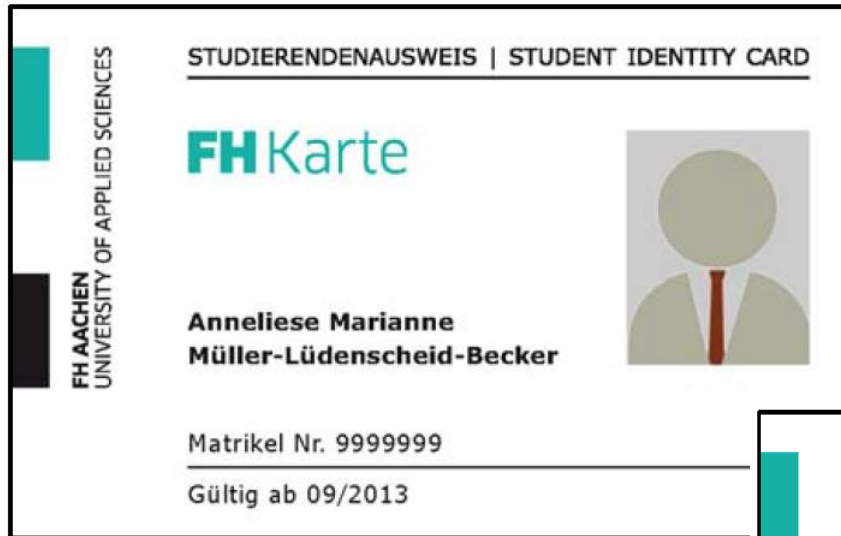 STUDIERENDENAUSWEIS | STUDENT IDENTITY CARD
FH AACHEN
UNIVERSITY OF APPLIED SCIENCES
FH Karte
Anneliese Marianne
Müller-Lüdenscheid-Becker
Matrikel Nr. 9999999
Gültig ab 09/2013